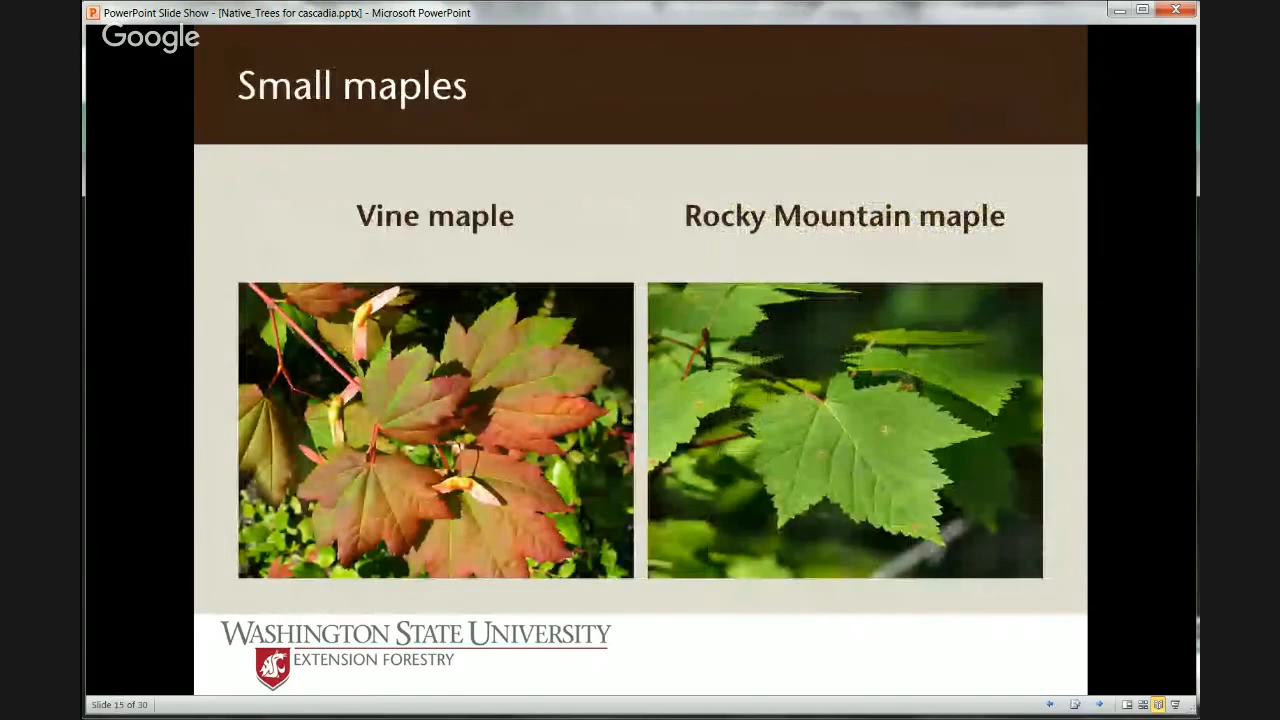 PowerPoint Slide Show - [Native_Trees for cascadia.pptx] - Microsoft PowerPoint
Google
Small maples
Vine maple
Rocky Mountain maple
WASHINGTON STATE UNIVERSITY
EXTENSION FORESTRY
Slide 15 of 30